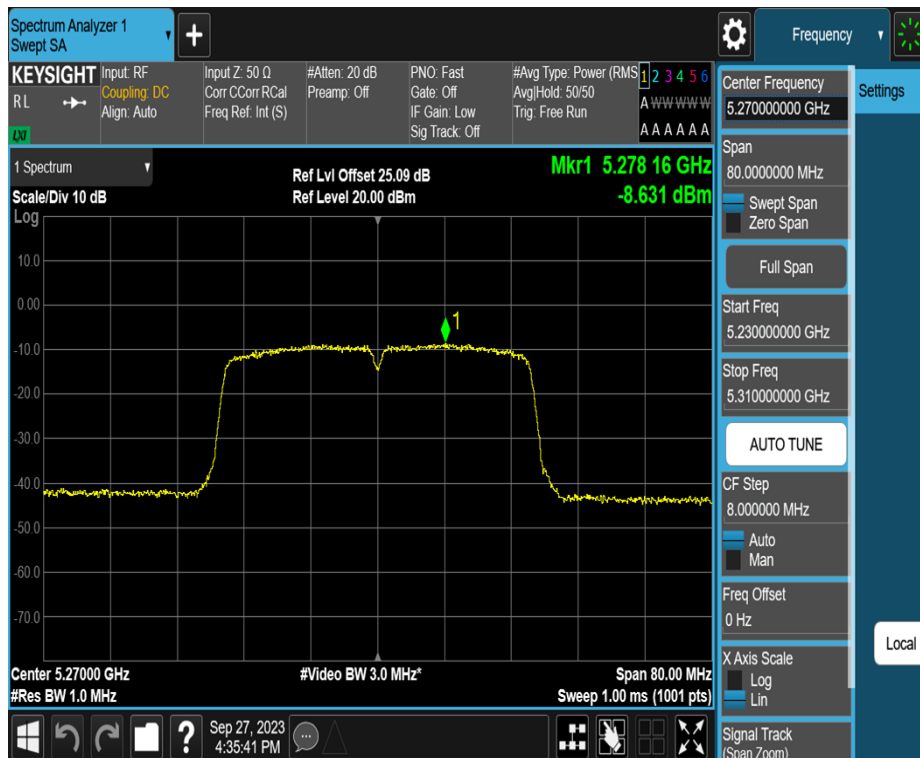 Spectrum Analyzer 1
Swept SA
+
Frequency
KEYSIGHT
R L
LXI
Input: RF
Coupling: DC
Align: Auto
Input Z: 50 Ω
Corr CCorr RCal
Freq Ref: Int (S)
#Atten: 20 dB
Preamp: Off
PNO: Fast
Gate: Off
IF Gain: Low
Sig Track: Off
#Avg Type: Power (RMS
Avg|Hold: 50/50
Trig: Free Run
1 2 3 4 5 6
A W W W W W
A A A A A A
1 Spectrum
Scale/Div 10 dB
Log
Ref Lvl Offset 25.09 dB
Ref Level 20.00 dBm
Mkr1 5.278 16 GHz
-8.631 dBm
10.0
0.00
-10.0
-20.0
-30.0
-40.0
-50.0
-60.0
-70.0
1
Center 5.27000 GHz
#Res BW 1.0 MHz
#Video BW 3.0 MHz*
Span 80.00 MHz
Sweep 1.00 ms (1001 pts)
Center Frequency
5.270000000 GHz
Settings
Span
80.0000000 MHz
Swept Span
Zero Span
Full Span
Start Freq
5.230000000 GHz
Stop Freq
5.310000000 GHz
AUTO TUNE
CF Step
8.000000 MHz
Auto
Man
Freq Offset
0 Hz
Local
X Axis Scale
Log
Lin
Signal Track
(Span Zoom)
?
Sep 27, 2023
4:35:41 PM